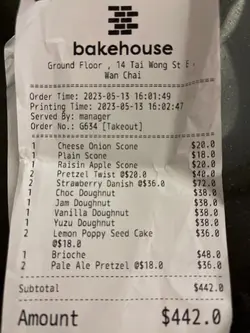 bakehouse
Ground Floor , 14 Tai Wong St E -
Wan Chai
Order Time: 2023-05-13 16:01:49
Printing Time: 2023-05-13 16:02:47
Served By: manager
Order No.: G634 [Takeout]
1 Cheese Onion Scone $20.0
1 Plain Scone $18.0
1 Raisin Apple Scone $20.0
2 Pretzel Twist @$20.0 $40.0
2 Strawberry Danish @$36.0 $72.0
1 Choc Doughnut $38.0
1 Jam Doughnut $38.0
1 Vanilla Doughnut $38.0
1 Yuzu Doughnut $38.0
2 Lemon Poppy Seed Cake $36.0
@$18.0
1 Brioche $48.0
2 Pale Ale Pretzel @$18.0 $36.0
Subtotal $442.0
Amount $442.0